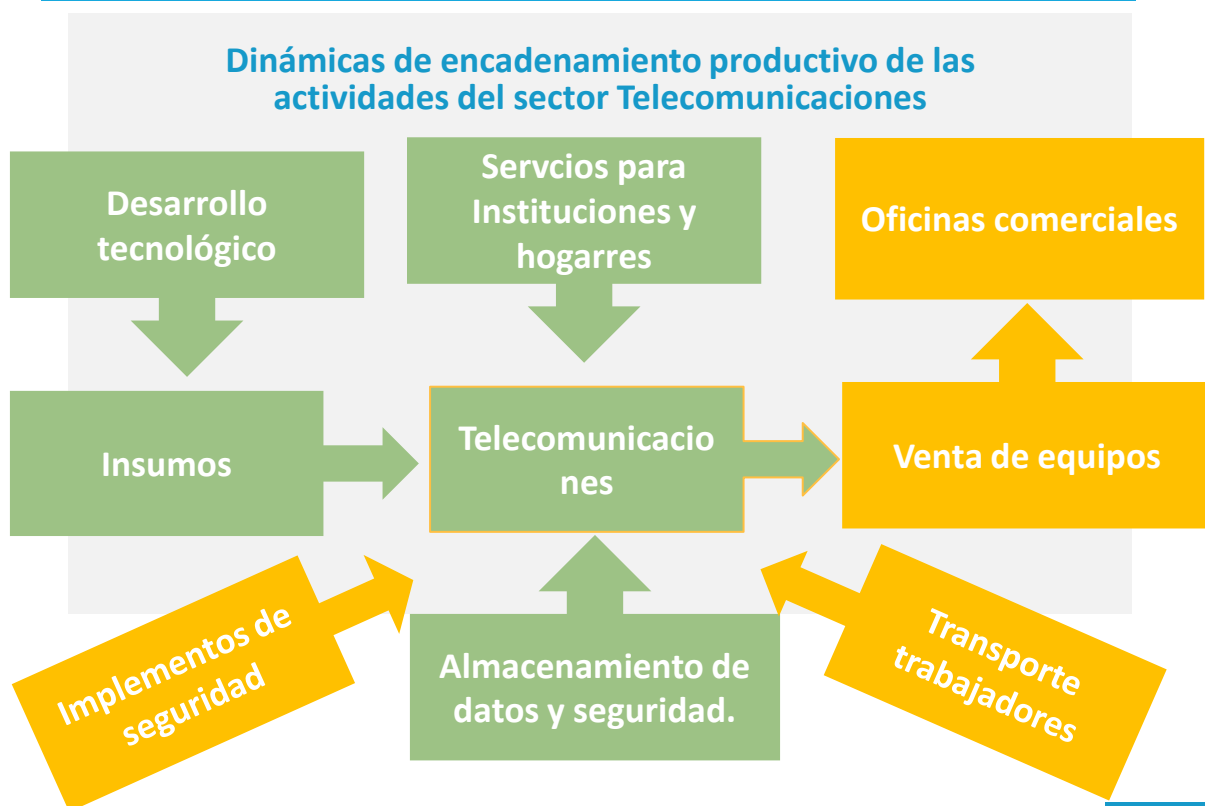 Dinámicas de encadenamiento productivo de las
actividades del sector Telecomunicaciones
Desarrollo
tecnológico
Servcios para
Instituciones y
hogarres
Oficinas comerciales
Insumos
Telecomunicacio
nes
Venta de equipos
Implementos de
seguridad
Almacenamiento de
datos y seguridad.
Transporte
trabajadores